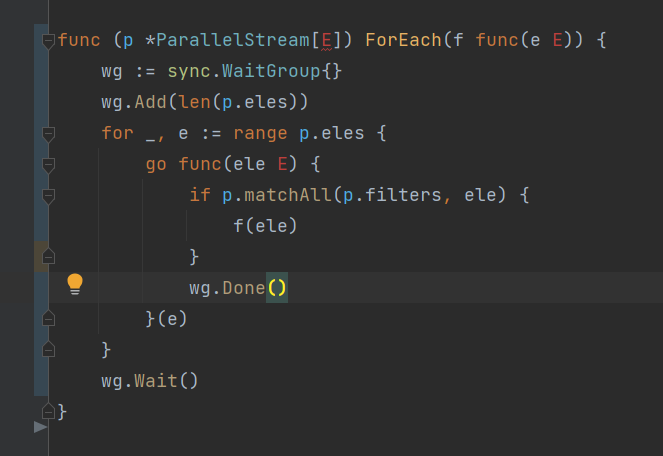 func (p *ParallelStream[E]) ForEach(f func(e E)) {
    wg := sync.WaitGroup{}
    wg.Add(len(p.eles))
    for _, e := range p.eles {
        go func(ele E) {
            if p.matchAll(p.filters, ele) {
                f(ele)
            }
            wg.Done()
        }(e)
    }
    wg.Wait()
}